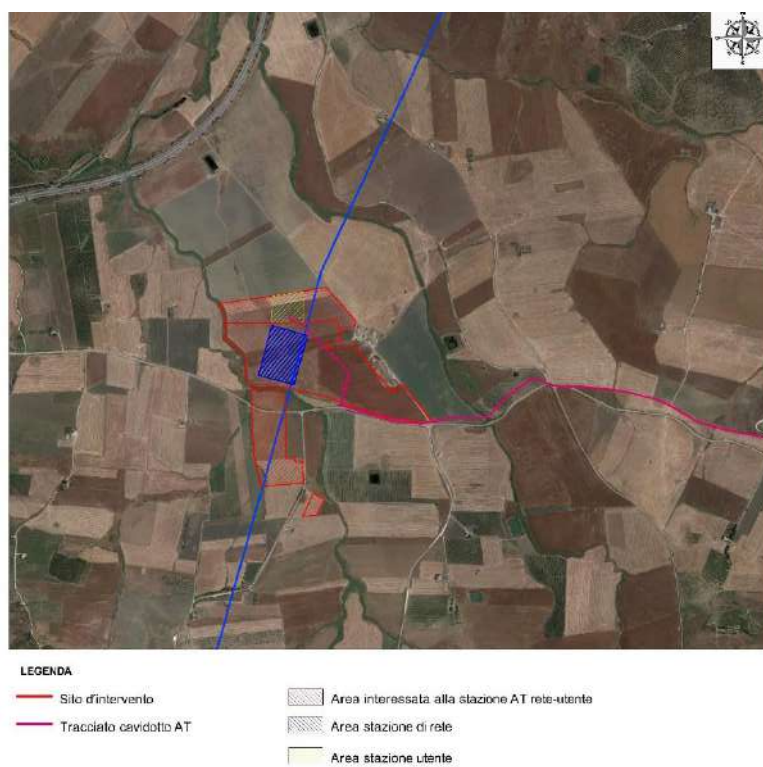 N
LEGENDA
Sito d'intervento
Tracciato cavidotto AT
Area interessata alla stazione AT rete-utente
Area stazione di rete
Area stazione utente